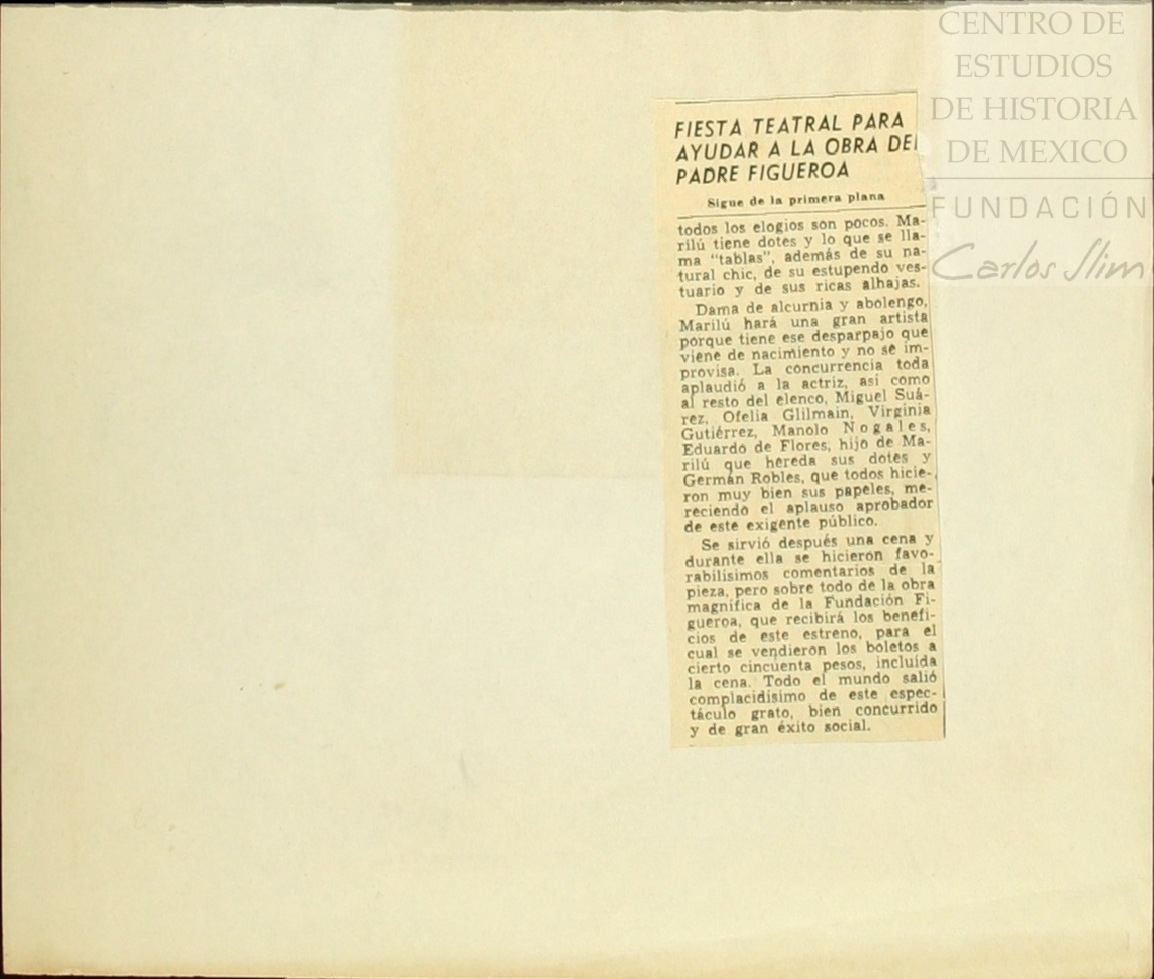 CENTRO DE
ESTUDIOS
DE HISTORIA
DE MEXICO
FUNDACIÓN
Carlos Slim
FIESTA TEATRAL PARA
AYUDAR A LA OBRA DEL
PADRE FIGUEROA
Sigue de la primera plana
todos los elogios son pocos. Ma-
rilú tiene dotes y lo que se lla-
ma "tablas", además de su na-
tural chic, de su estupendo ves-
tuario y de sus ricas alhajas.
Dama de alcurnia y abolengo,
Marilú hará una gran artista
porque tiene ese desparpajo que
viene de nacimiento y no se im-
provisa. La concurrencia toda
aplaudió a la actriz, así como
al resto del elenco, Miguel Suá-
rez, Ofelia Glilmain, Virginia
Gutiérrez, Manolo Nogales,
Eduardo de Flores, hijo de Ma-
rilú que hereda sus dotes y
Germán Robles, que todos hicie-
ron muy bien sus papeles, me-
reciendo el aplauso aprobador
de este exigente público.
Se sirvió después una cena y
durante ella se hicieron favo-
rabilísimos comentarios de la
pieza, pero sobre todo de la obra
magnífica de la Fundación Fi-
gueroa, que recibirá los benefi-
cios de este estreno, para el
cual se vendieron los boletos a
cierto cincuenta pesos, incluída
la cena. Todo el mundo salió
complacidísimo de este espec-
táculo grato, bien concurrido
y de gran éxito social.